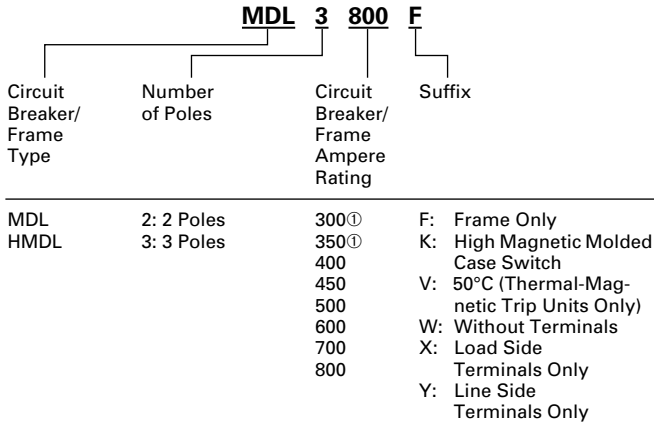 MDL 3 800 F
Circuit Breaker/ Frame Type
Number of Poles
Circuit Breaker/ Frame Ampere Rating
Suffix
MDL
HMDL
2: 2 Poles
3: 3 Poles
300①
350①
400
450
500
600
700
800
F: Frame Only
K: High Magnetic Molded
Case Switch
V: 50°C (Thermal-Mag-
netic Trip Units Only)
W: Without Terminals
X: Load Side
Terminals Only
Y: Line Side
Terminals Only